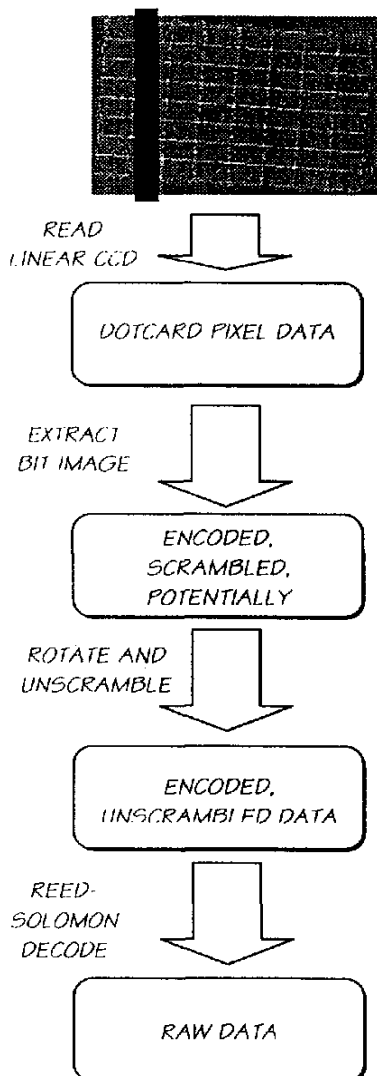 READ
LINEAR CCD
DOTCARD PIXEL DATA
EXTRACT
BIT IMAGE
ENCODED,
SCRAMBLED,
POTENTIALLY
ROTATE AND
UNSCRAMBLE
ENCODED,
UNSCRAMBLED DATA
REED-
SOLOMON
DECODE
RAW DATA